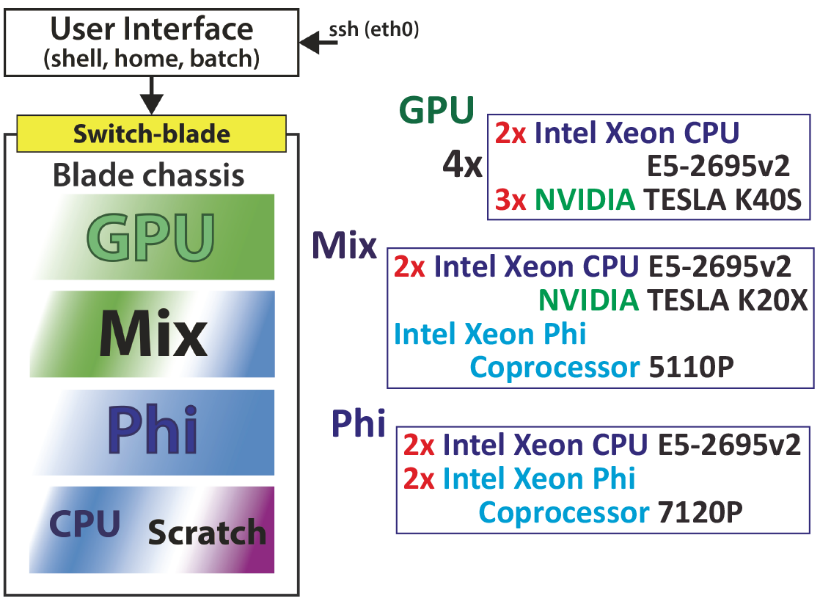 User Interface
(shell, home, batch)
ssh (eth0)
Switch-blade
Blade chassis
GPU
Mix
Phi
CPU Scratch
GPU
4x
2x Intel Xeon CPU
E5-2695v2
3x NVIDIA TESLA K40S
Mix
2x Intel Xeon CPU E5-2695v2
NVIDIA TESLA K20X
Intel Xeon Phi
Coprocessor 5110P
Phi
2x Intel Xeon CPU E5-2695v2
2x Intel Xeon Phi
Coprocessor 7120P